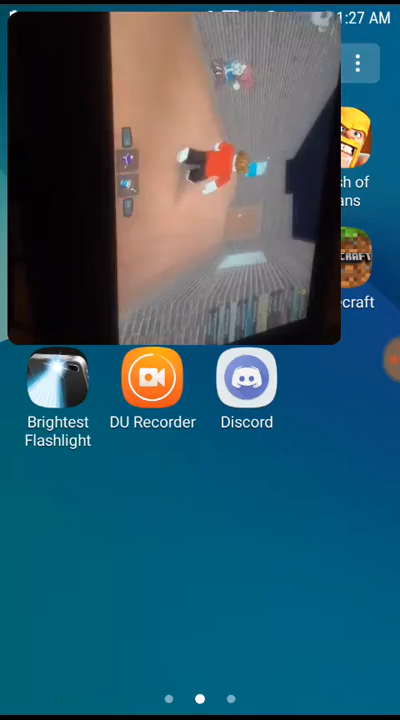 1:27 AM
sh of
ans
ecraft
CRAFT
Brightest
Flashlight
DU Recorder
Discord